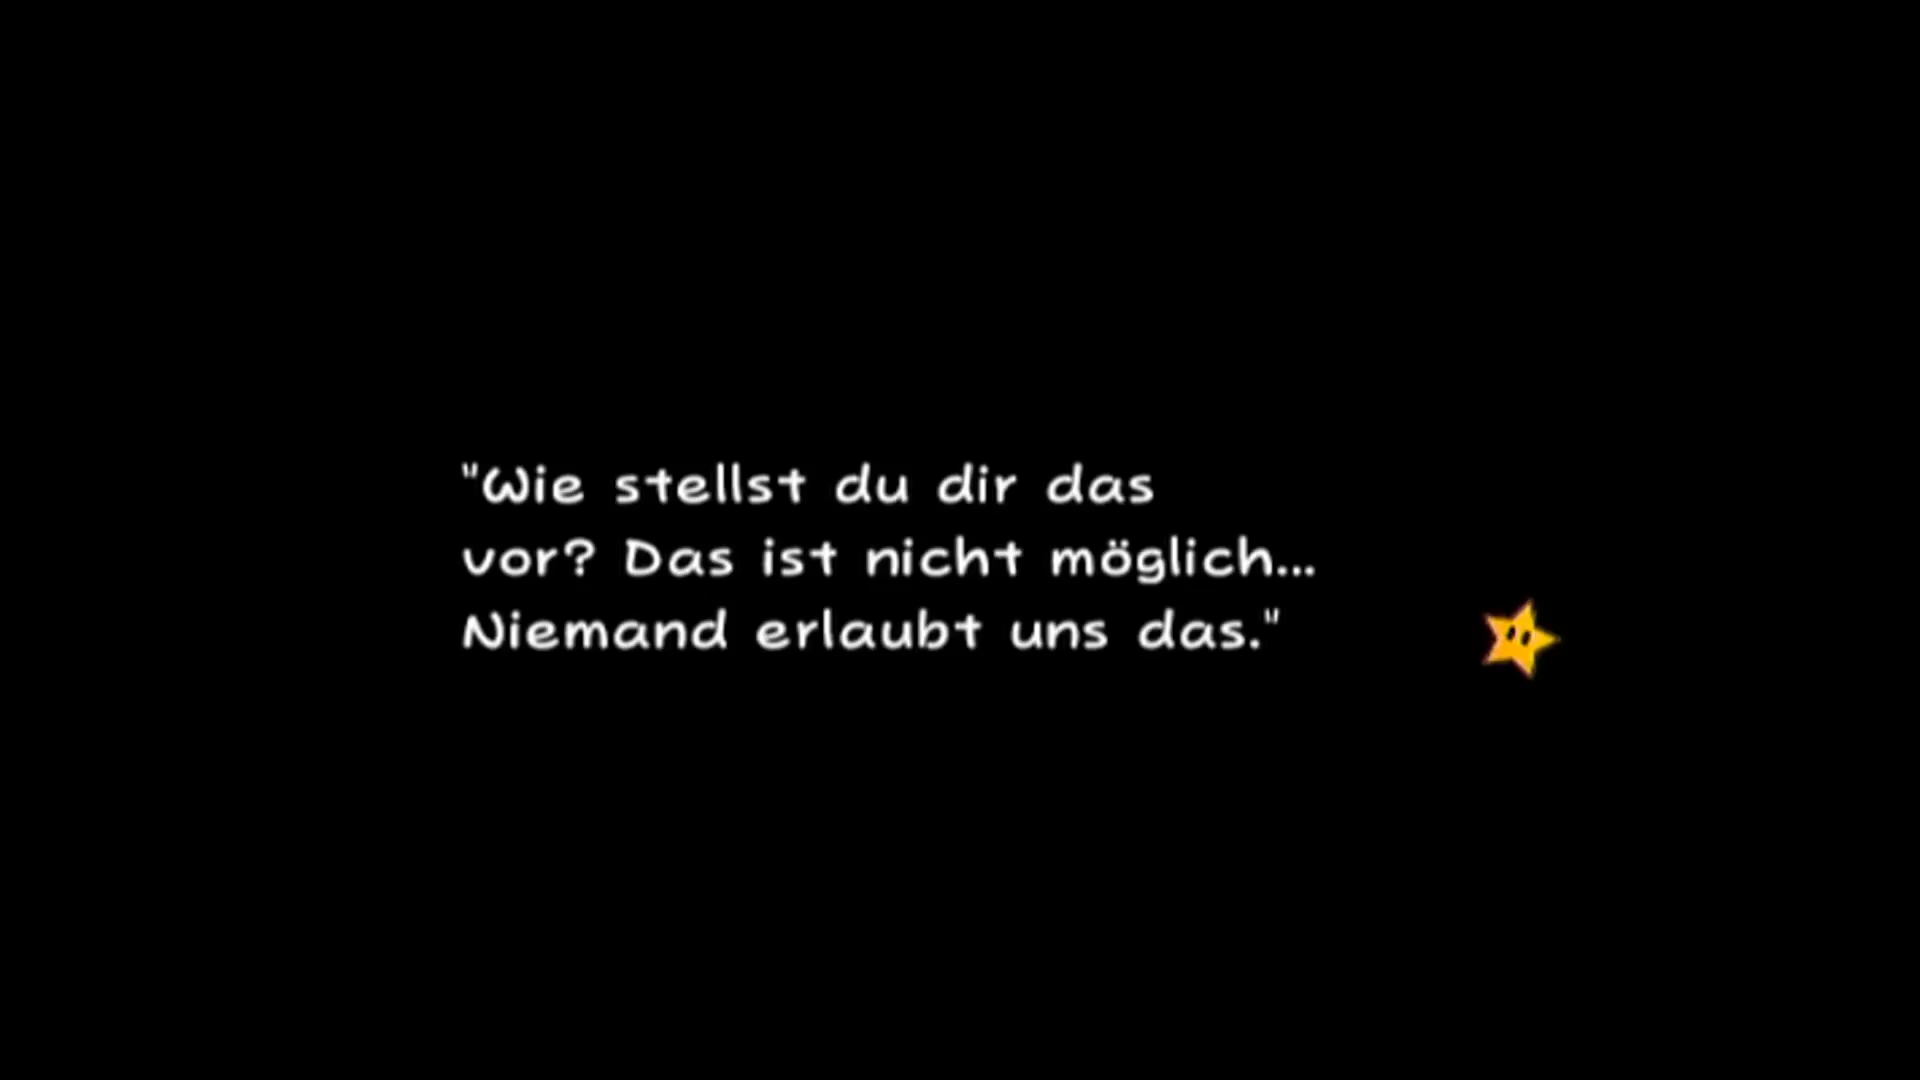 "Wie stellst du dir das
vor? Das ist nicht möglich...
Niemand erlaubt uns das."